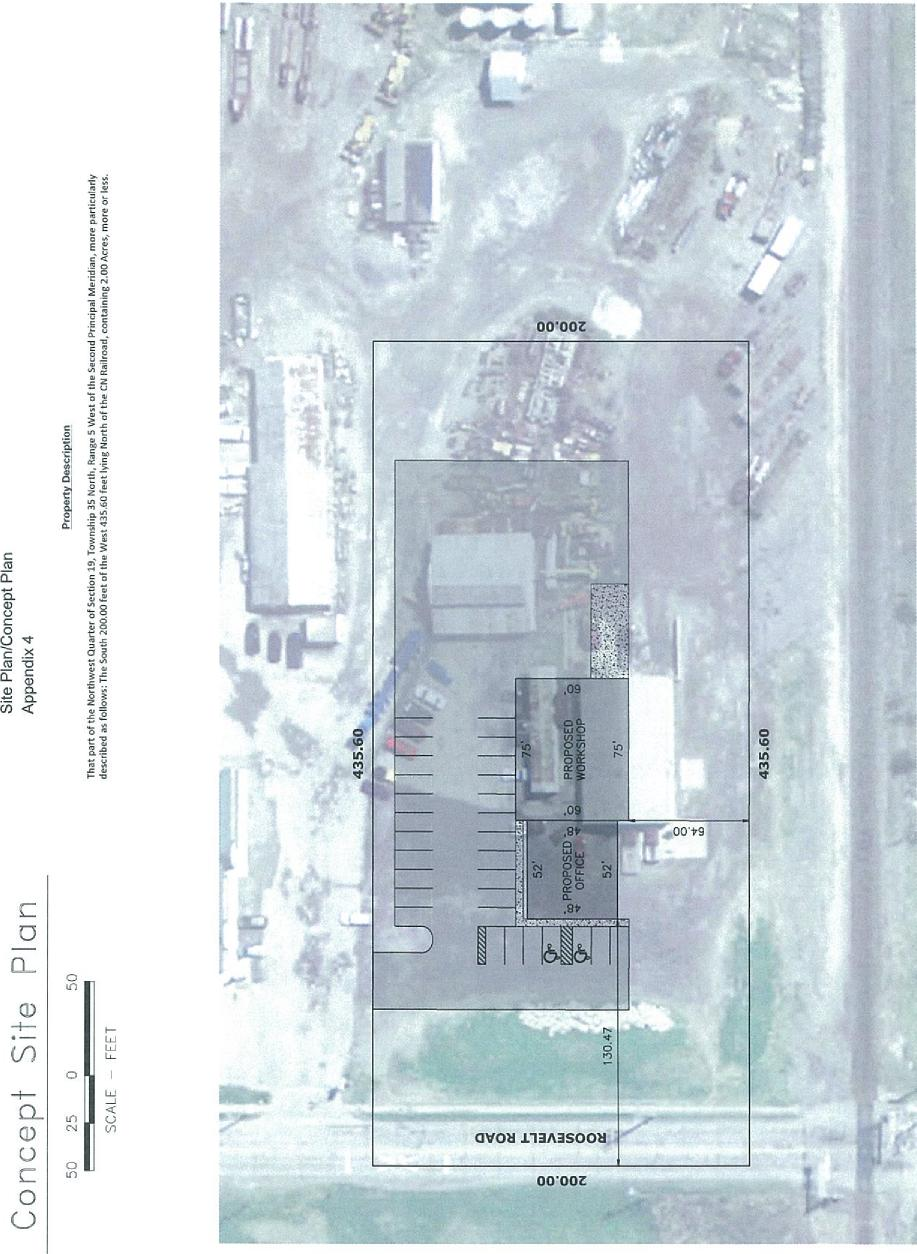 Site Plan/Concept Plan
Appendix 4
Property Description
That part of the Northwest Quarter of Section 19, Township 35 North, Range 5 West of the Second Principal Meridian, more particularly
described as follows: The South 200.00 feet of the West 435.60 feet lying North of the CN Railroad, containing 2.00 Acres, more or less.
Concept Site Plan
50 25 0 50
SCALE – FEET
435.60
200.00
200.00
ROOSEVELT ROAD
130.47
52'
48'
PROPOSED
OFFICE
48'
52'
75'
60'
PROPOSED
WORKSHOP
60'
75'
64.00
435.60